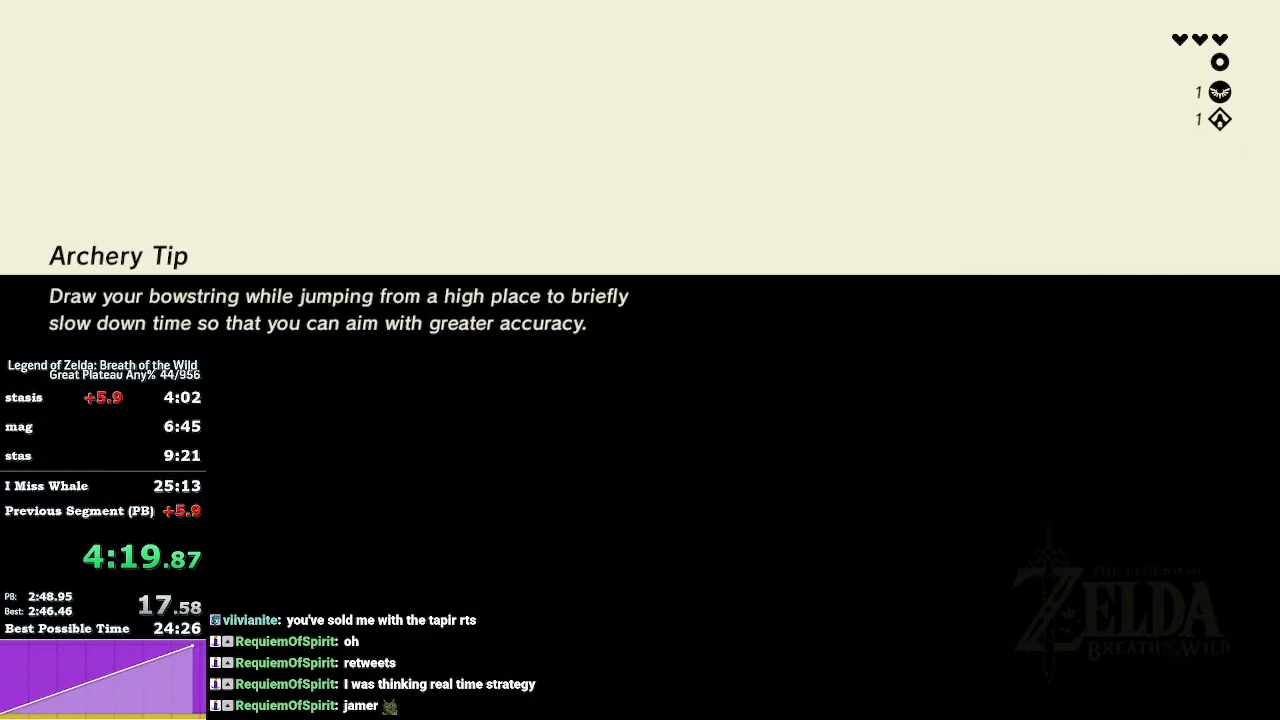 1
1
Archery Tip
Draw your bowstring while jumping from a high place to briefly
slow down time so that you can aim with greater accuracy.
Legend of Zelda: Breath of the Wild
Great Plateau Any% 44/956
stasis +5.9 4:02
mag 6:45
stas 9:21
I Miss Whale 25:13
Previous Segment (PB) +5.9
4:19.87
PB: 2:48.95
Best: 2:46.46
17.58
Best Possible Time 24:26
viivianite: you've sold me with the tapir rts
RequiemOfSpirit: oh
RequiemOfSpirit: retweets
RequiemOfSpirit: I was thinking real time strategy
RequiemOfSpirit: jamer
THE LEGEND OF
ZELDA
BREATH OF THE WILD